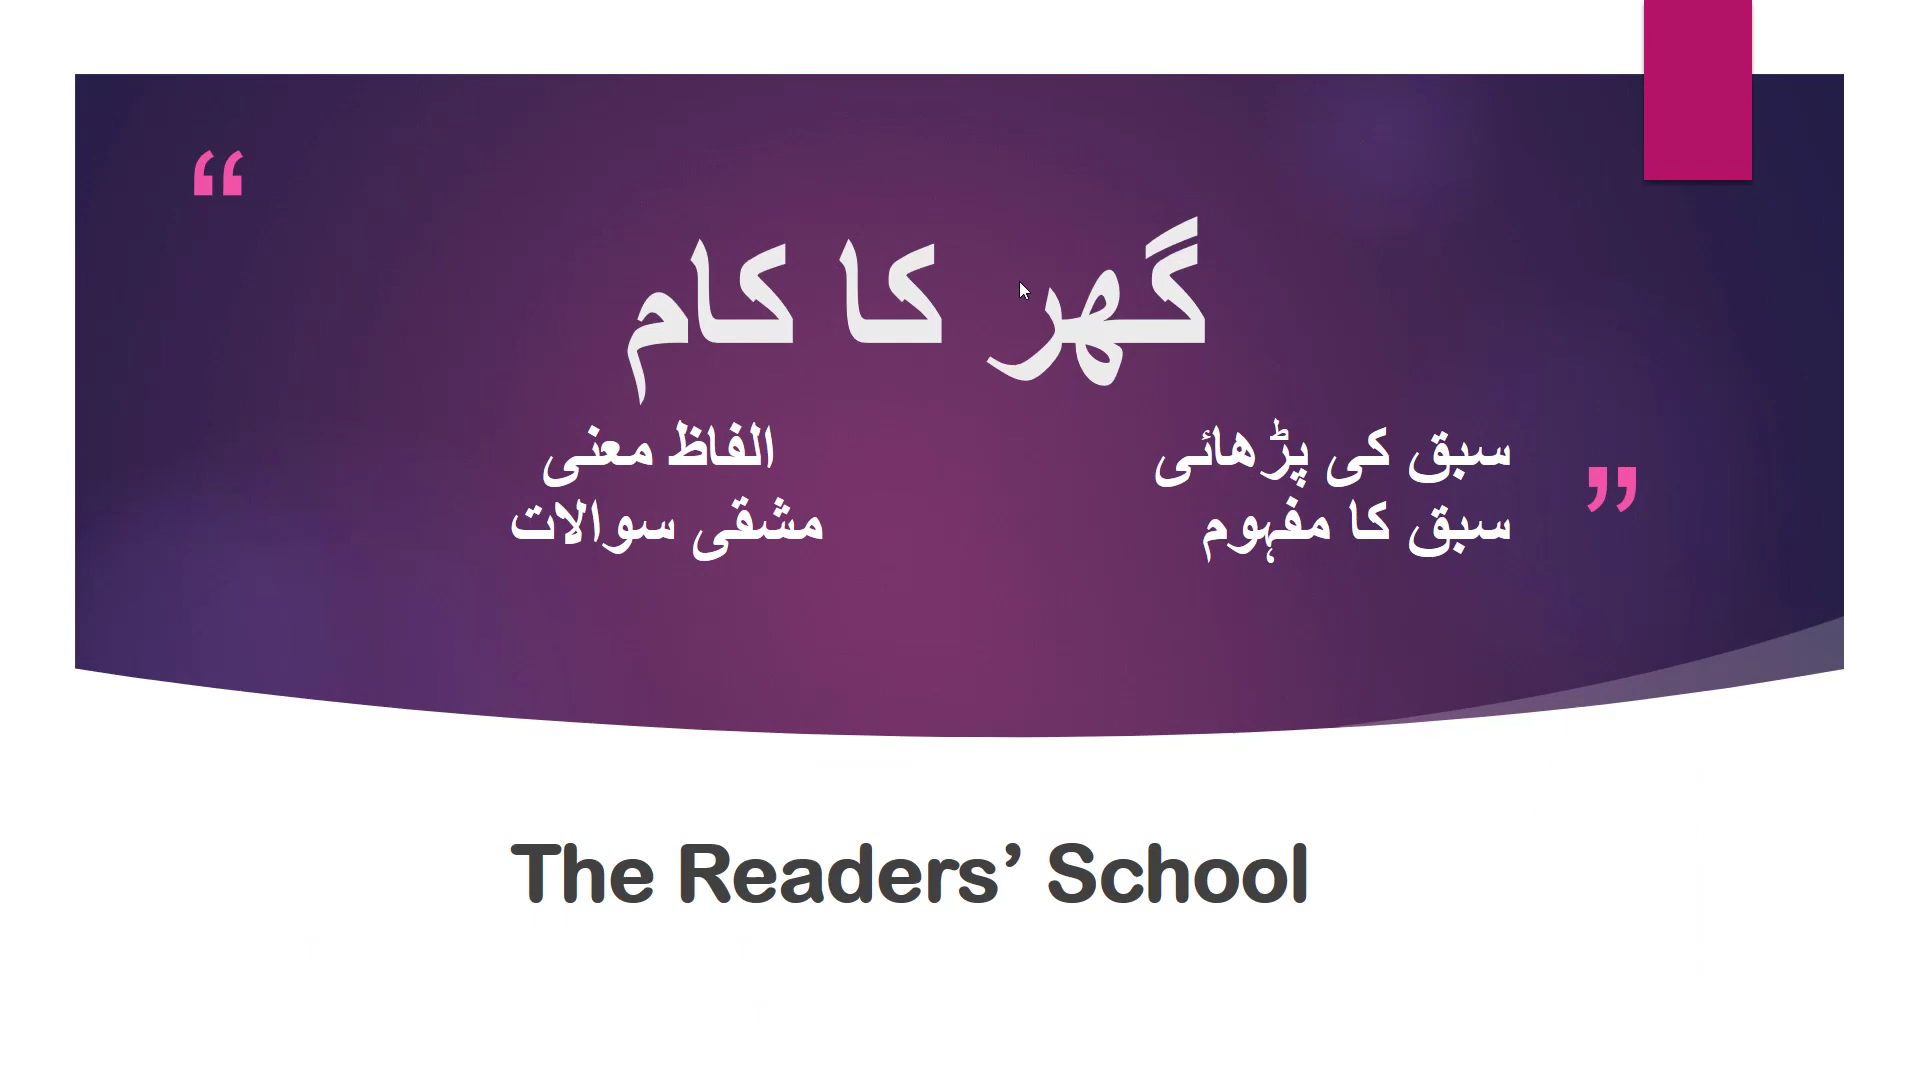 “
گھر کا کام
سبق کی پڑھائی
الفاظ معنی
سبق کا مفہوم
مشقی سوالات
”
The Readers’ School